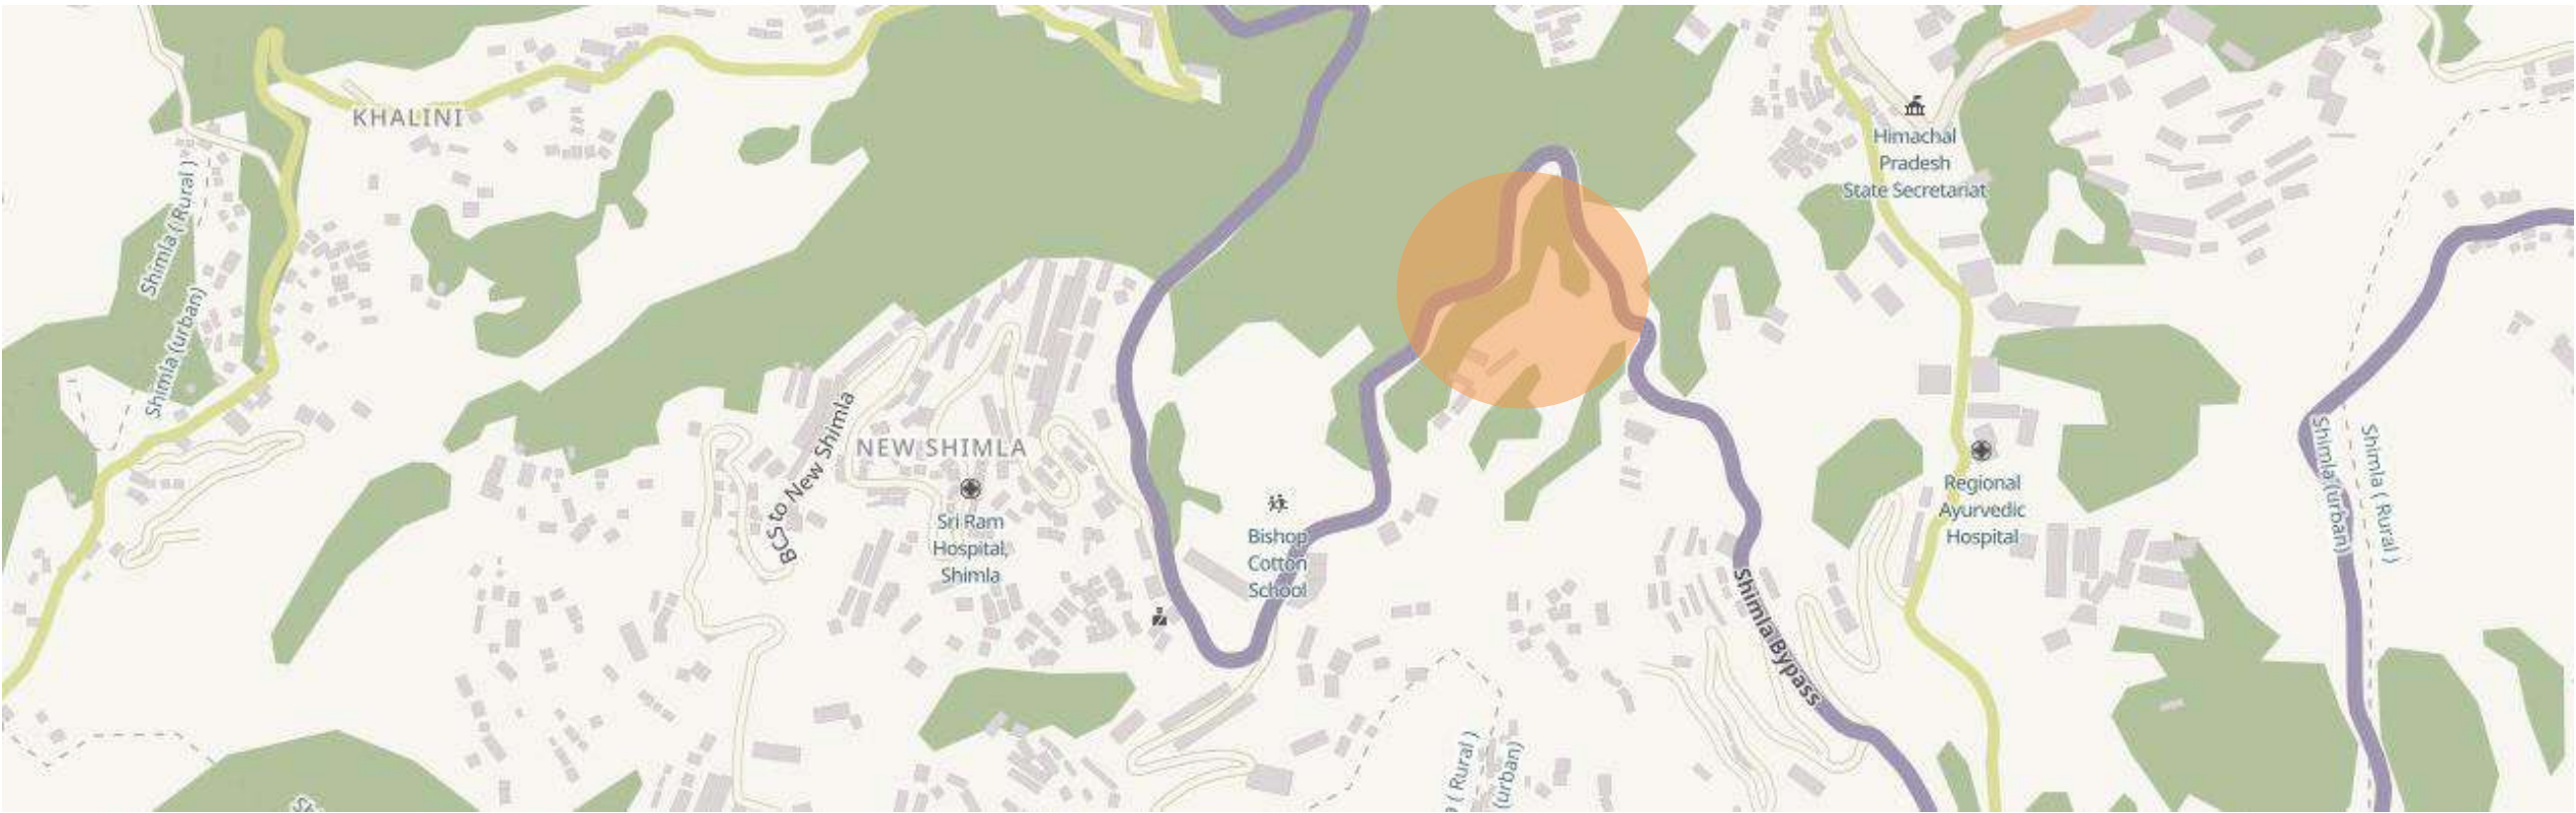 KHALINI
Himachal
Pradesh
State Secretariat
Shimla ( Rural )
Shimla (urban)
BCS to New Shimla
NEW SHIMLA
Sri Ram
Hospital,
Shimla
Bishop
Cotton
School
Regional
Ayurvedic
Hospital
Shimla (urban)
Shimla ( Rural )
Shimla Bypass
( Rural )
(urban)
Sh